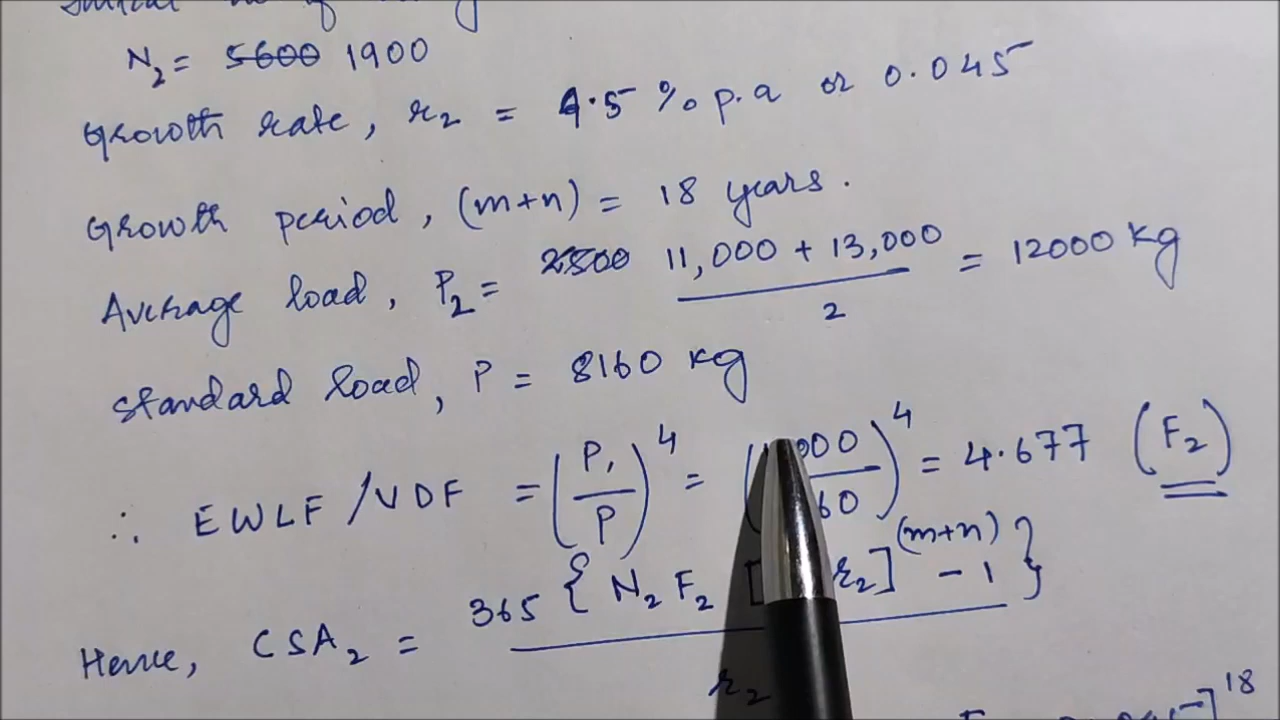 N₂ = 5600 1900
Growth rate, r₂ = 4.5 % p.a or 0.045
Growth period, (m+n) = 18 years.
Average load, P₂ = 2500 11,000 + 13,000 / 2 = 12000 kg
Standard load, P = 8160 kg
∴ EWLF /VDF = (P₁/P)⁴ = ( 000/ 60)⁴ = 4.677 (F₂)
Hence, CSA₂ = 365 { N₂ F₂ [ r₂]^(m+n) - 1 } / r₂
]¹⁸